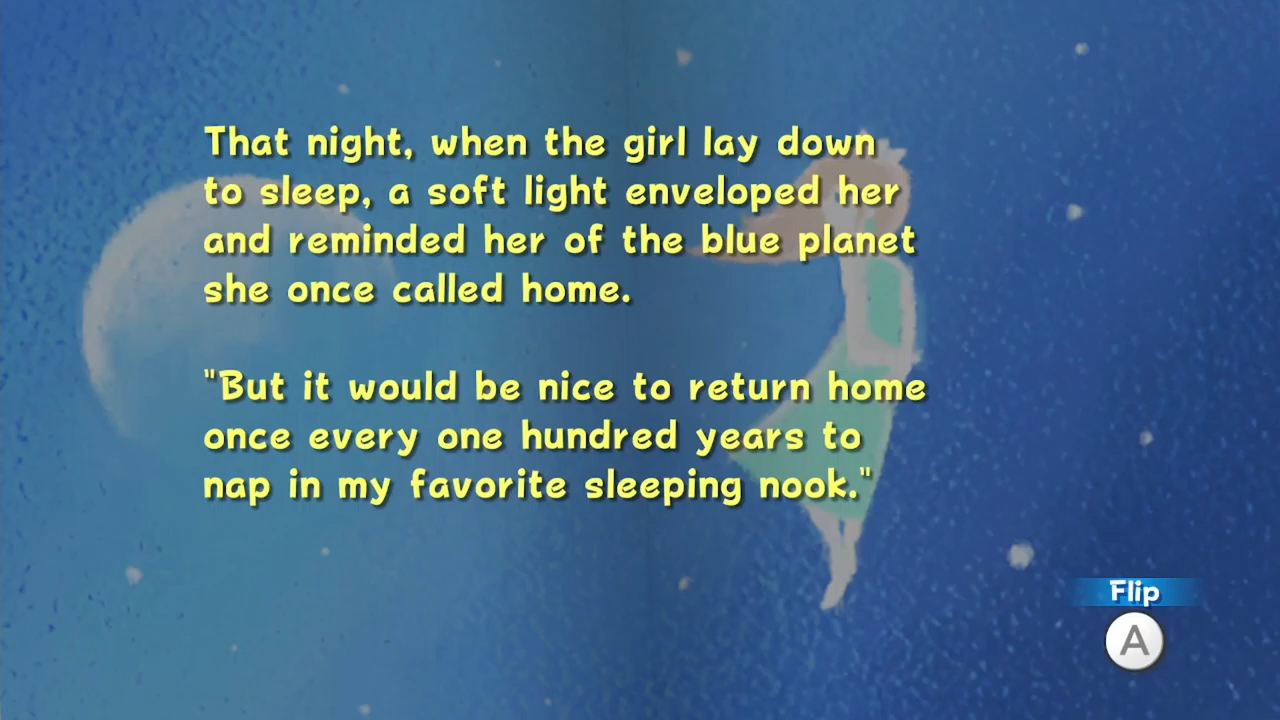 That night, when the girl lay down
to sleep, a soft light enveloped her
and reminded her of the blue planet
she once called home.
"But it would be nice to return home
once every one hundred years to
nap in my favorite sleeping nook."
Flip
A